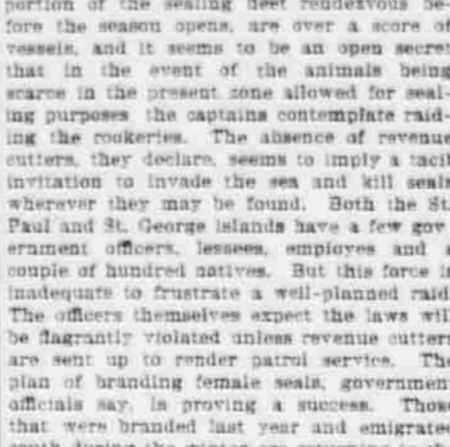 portion of the sealing fleet rendezvous be-
fore the season opens, are over a score of
vessels, and it seems to be an open secret
that in the event of the animals being
scarce in the present zone allowed for seal-
ing purposes the captains contemplate raid-
ing the rookeries. The absence of revenue
cutters, they declare, seems to imply a tacit
invitation to invade the sea and kill seals
wherever they may be found. Both the St.
Paul and St. George islands have a few gov
ernment officers, lessees, employes and a
couple of hundred natives. But this force is
inadequate to frustrate a well-planned raid.
The officers themselves expect the laws will
be flagrantly violated unless revenue cutters
are sent up to render patrol service. The
plan of branding female seals, government
officials say, is proving a success. Those
that were branded last year and emigrated
south during the winter are